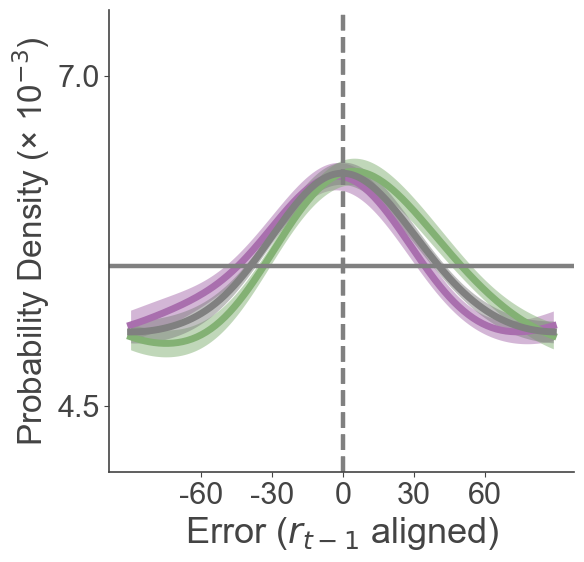 Probability Density (× 10⁻³)
7.0
4.5
-60 -30 0 30 60
Error (rₜ₋₁ aligned)